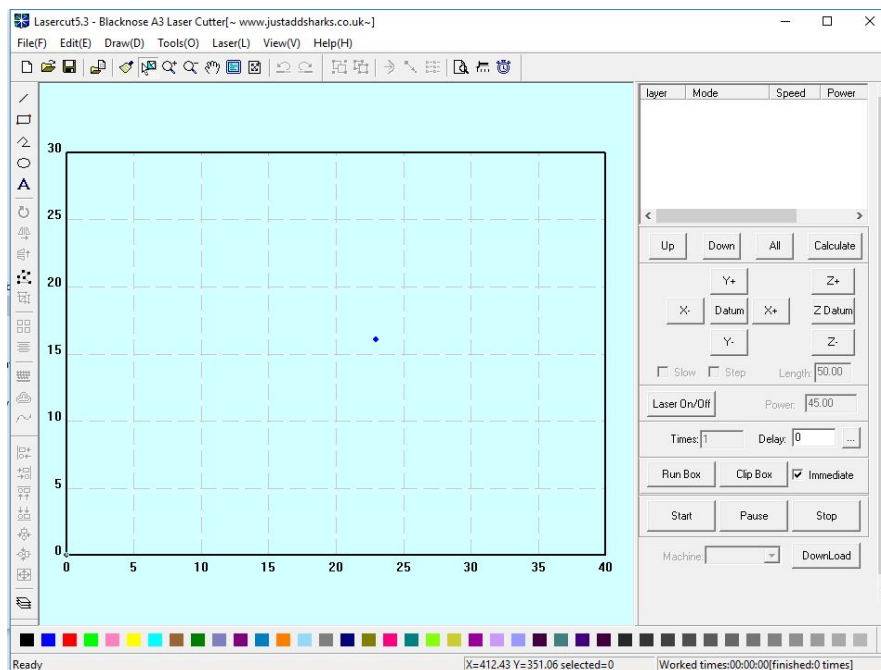 Lasercut5.3 - Blacknose A3 Laser Cutter[~ www.justaddsharks.co.uk~]
File(F) Edit(E) Draw(D) Tools(O) Laser(L) View(V) Help(H)
A
layer Mode Speed Power
30
25
20
15
10
5
0
0 5 10 15 20 25 30 35 40
Up Down All Calculate
Y+ Z+
X- Datum X+ Z Datum
Y- Z-
Slow Step Length: 50.00
Laser On/Off Power: 45.00
Times: 1 Delay: 0 ...
Run Box Clip Box Immediate
Start Pause Stop
Machine: DownLoad
Ready X=412.43 Y=351.06 selected=0 Worked times:00:00:00[finished:0 times]